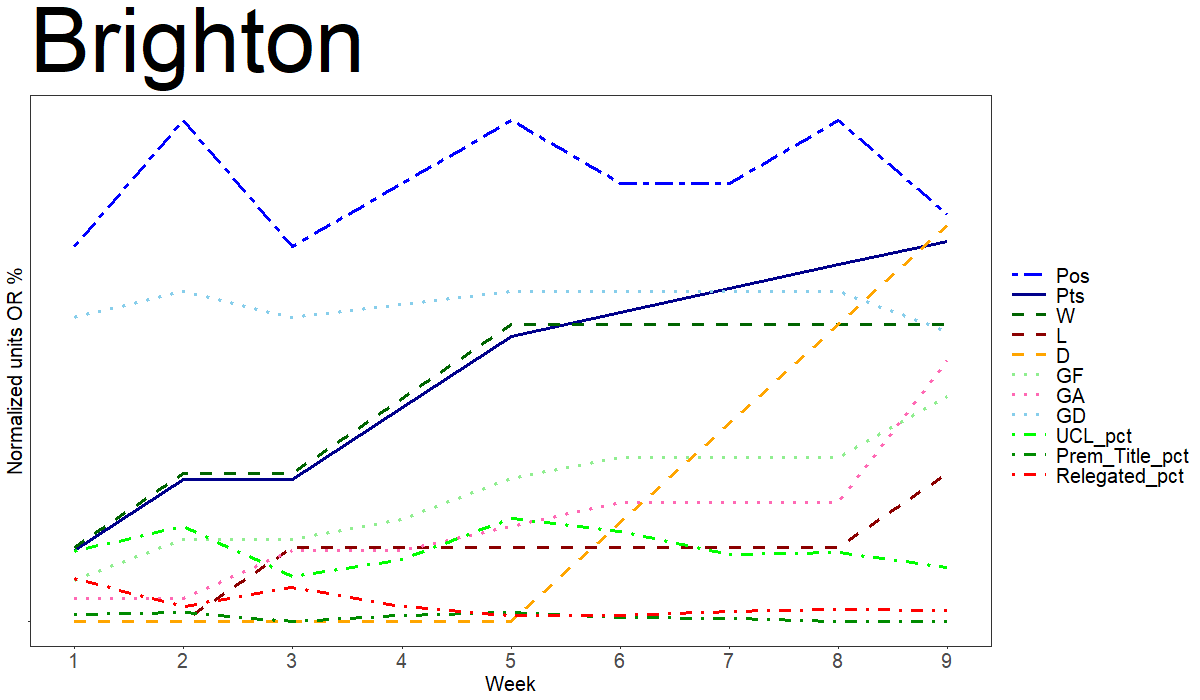 Brighton
Normalized units OR %
Pos
Pts
W
L
D
GF
GA
GD
UCL_pct
Prem_Title_pct
Relegated_pct
1 2 3 4 5 6 7 8 9
Week